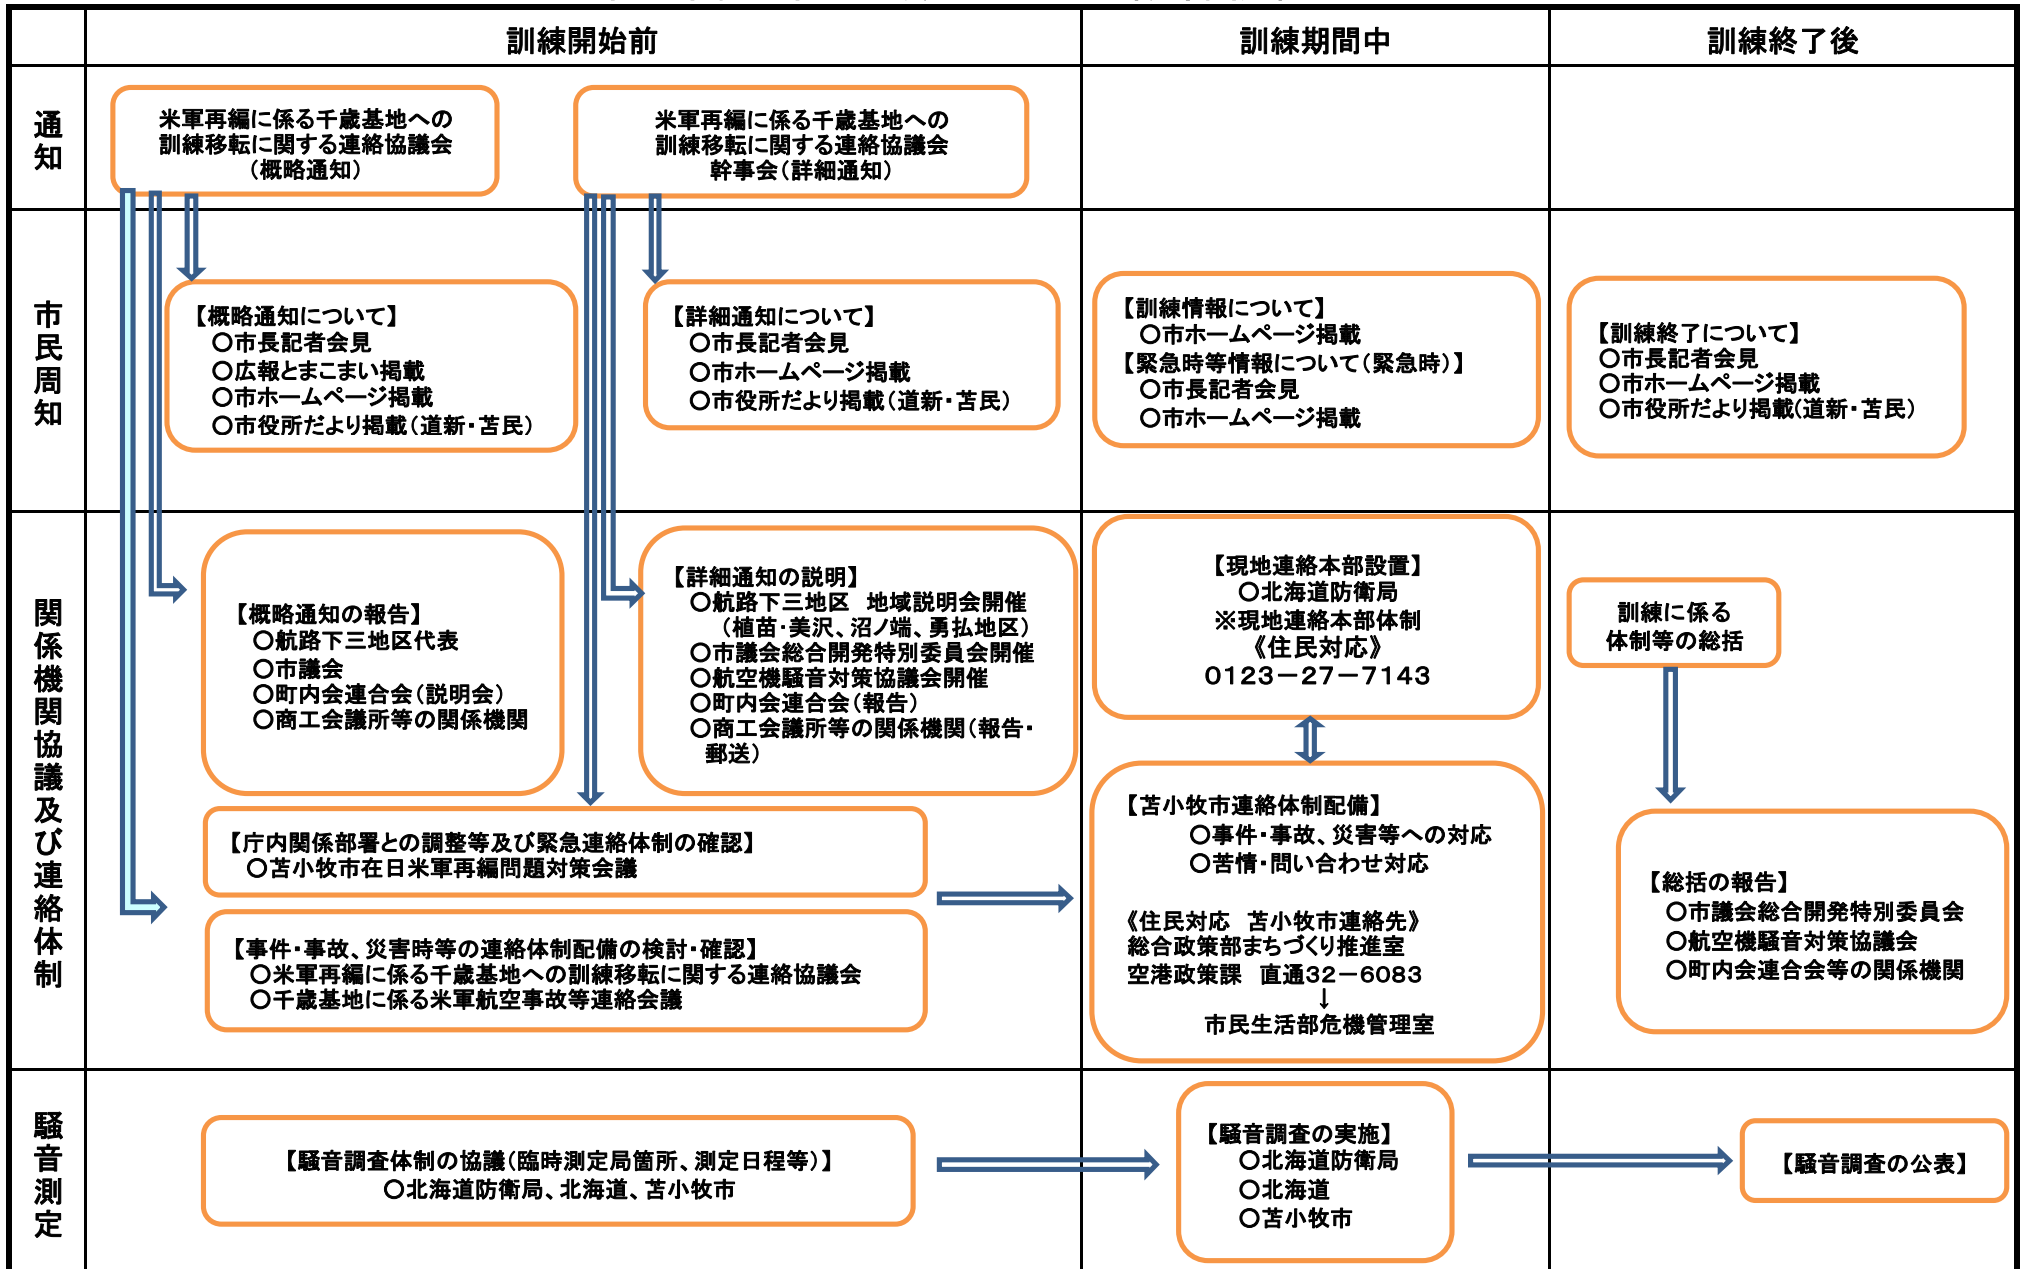 訓練開始前
訓練期間中
訓練終了後
通知
米軍再編に係る千歳基地への
訓練移転に関する連絡協議会
(概略通知)
米軍再編に係る千歳基地への
訓練移転に関する連絡協議会
幹事会(詳細通知)
市民周知
【概略通知について】
○市長記者会見
○広報とまこまい掲載
○市ホームページ掲載
○市役所だより掲載(道新・苫民)
【詳細通知について】
○市長記者会見
○市ホームページ掲載
○市役所だより掲載(道新・苫民)
【訓練情報について】
○市ホームページ掲載
【緊急時等情報について(緊急時)】
○市長記者会見
○市ホームページ掲載
【訓練終了について】
○市長記者会見
○市ホームページ掲載
○市役所だより掲載(道新・苫民)
関係機関協議及び連絡体制
【概略通知の報告】
○航路下三地区代表
○市議会
○町内会連合会(説明会)
○商工会議所等の関係機関
【詳細通知の説明】
○航路下三地区 地域説明会開催
(植苗・美沢、沼ノ端、勇払地区)
○市議会総合開発特別委員会開催
○航空機騒音対策協議会開催
○町内会連合会(報告)
○商工会議所等の関係機関(報告・
郵送)
【庁内関係部署との調整等及び緊急連絡体制の確認】
○苫小牧市在日米軍再編問題対策会議
【事件・事故、災害時等の連絡体制配備の検討・確認】
○米軍再編に係る千歳基地への訓練移転に関する連絡協議会
○千歳基地に係る米軍航空事故等連絡会議
【現地連絡本部設置】
○北海道防衛局
※現地連絡本部体制
《住民対応》
0123-27-7143
【苫小牧市連絡体制配備】
○事件・事故、災害等への対応
○苦情・問い合わせ対応
《住民対応 苫小牧市連絡先》
総合政策部まちづくり推進室
空港政策課 直通32-6083
↓
市民生活部危機管理室
訓練に係る
体制等の総括
【総括の報告】
○市議会総合開発特別委員会
○航空機騒音対策協議会
○町内会連合会等の関係機関
騒音測定
【騒音調査体制の協議(臨時測定局箇所、測定日程等)】
○北海道防衛局、北海道、苫小牧市
【騒音調査の実施】
○北海道防衛局
○北海道
○苫小牧市
【騒音調査の公表】